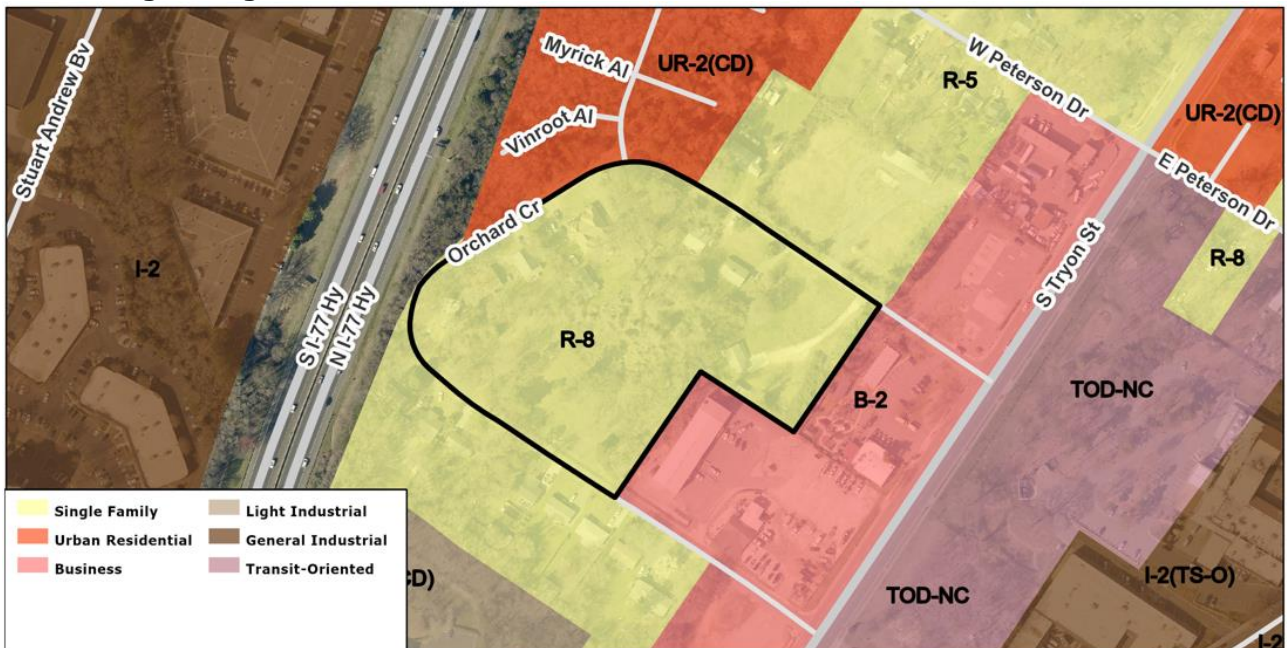 Stuart Andrew Bv
Myrick Al
Vinroot Al
UR-2(CD)
R-5
W Peterson Dr
UR-2(CD)
E Peterson Dr
Orchard Cr
I-2
S I-77 Hy
N I-77 Hy
S Tryon St
R-8
R-8
B-2
TOD-NC
Single Family
Urban Residential
Business
Light Industrial
General Industrial
Transit-Oriented
CD)
TOD-NC
I-2(TS-O)
I-2